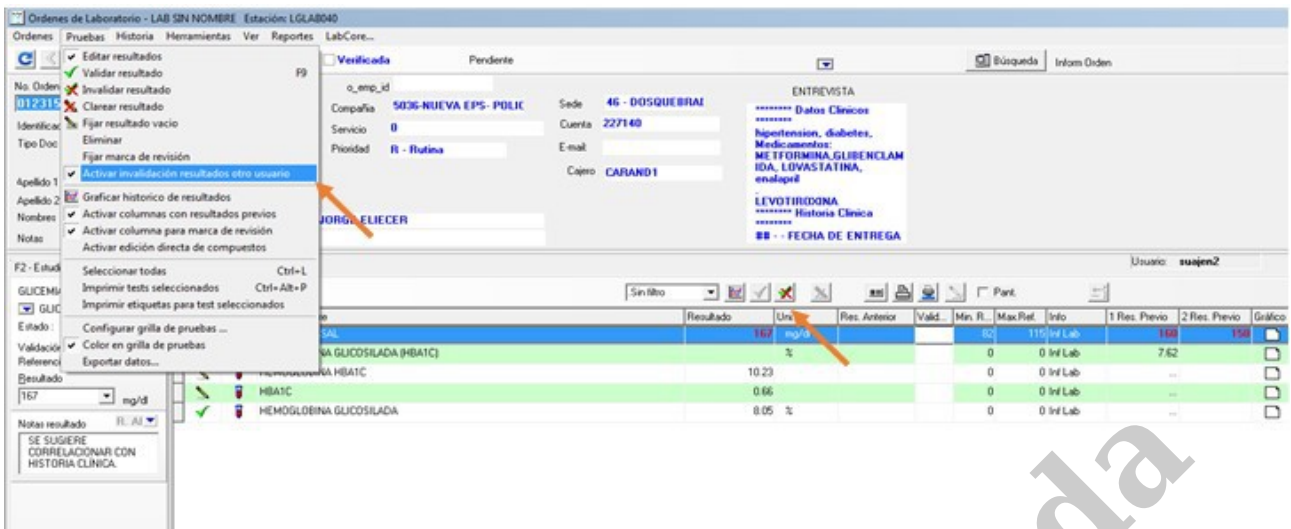 Ordenes de Laboratorio - LAB SIN NOMBRE Estación: LGLAB040
Ordenes Pruebas Historia Herramientas Ver Reportes LabCore...
Editar resultados
Validar resultado F9
Invalidar resultado
Clarear resultado
Fijar resultado vacio
Eliminar
Fijar marca de revisión
Activar invalidación resultados otro usuario
Graficar historico de resultados
Activar columnas con resultados previos
Activar columna para marca de revisión
Activar edición directa de compuestos
Seleccionar todas Ctrl+L
Imprimir tests seleccionados Ctrl+Alt+P
Imprimir etiquetas para test seleccionados
Configurar grilla de pruebas ...
Color en grilla de pruebas
Exportar datos...
Verificada Pendiente Búsqueda Inform Orden
No. Orden
012315
Identificac
Tipo Doc
Apellido 1
Apellido 2
Nombres JORGE ELIECER
Notas
o_emp_id
Compañia 5036-NUEVA EPS- POLIC
Servicio 0
Prioridad R - Rutina
Sede 46 - DOSQUEBRAD
Cuenta 227140
E-mail:
Cajero CARAND1
ENTREVISTA
******** Datos Clinicos
********
hipertension, diabetes,
Medicamentos:
METFORMINA,GLIBENCLAM
IDA, LOVASTATINA,
enalapril
.
LEVOTIROXINA
******** Historia Clinica
********
## - - FECHA DE ENTREGA
Usuario: suajen2
F2 - Estudi
GLICEMIA
GLIC
Estado :
Validación
Referenci
Resultado
167 mg/dl
Notas resultado R. Al
SE SUGIERE
CORRELACIONAR CON
HISTORIA CLÍNICA.
Sin filtro Pant.
Resultado Uni Res. Anterior Valid... Min. R... Max.Ref. Info 1 Res. Previo 2 Res. Previo Gráfico
SAL 167 mg/dl 82 115 Inf Lab 160 150
NA GLICOSILADA (HBA1C) % 0 0 Inf Lab 7.62
HEMOGLOBINA HBA1C 10.23 0 0 Inf Lab ...
HBA1C 0.66 0 0 Inf Lab ...
HEMOGLOBINA GLICOSILADA 8.05 % 0 0 Inf Lab ...
da